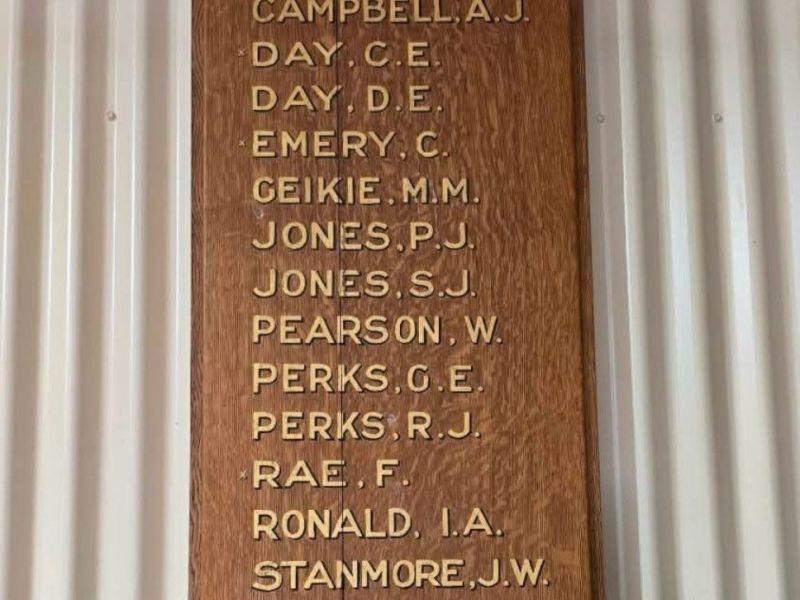 CAMPBELL, A.J.
×DAY, C.E.
DAY, D.E.
×EMERY, C.
GEIKIE, M.M.
JONES, P.J.
JONES, S.J.
PEARSON, W.
PERKS, G.E.
PERKS, R.J.
×RAE, F.
RONALD, I.A.
STANMORE, J.W.